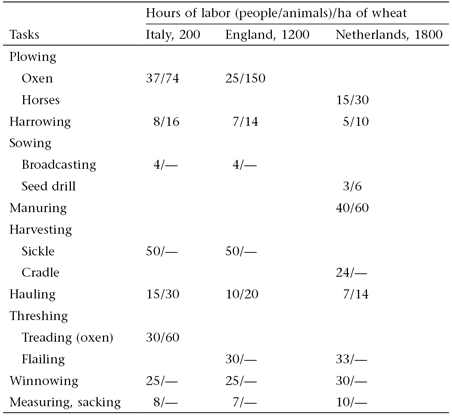 Hours of labor (people/animals)/ha of wheat
Tasks Italy, 200 England, 1200 Netherlands, 1800
Plowing
Oxen 37/74 25/150
Horses 15/30
Harrowing 8/16 7/14 5/10
Sowing
Broadcasting 4/— 4/—
Seed drill 3/6
Manuring 40/60
Harvesting
Sickle 50/— 50/—
Cradle 24/—
Hauling 15/30 10/20 7/14
Threshing
Treading (oxen) 30/60
Flailing 30/— 33/—
Winnowing 25/— 25/— 30/—
Measuring, sacking 8/— 7/— 10/—